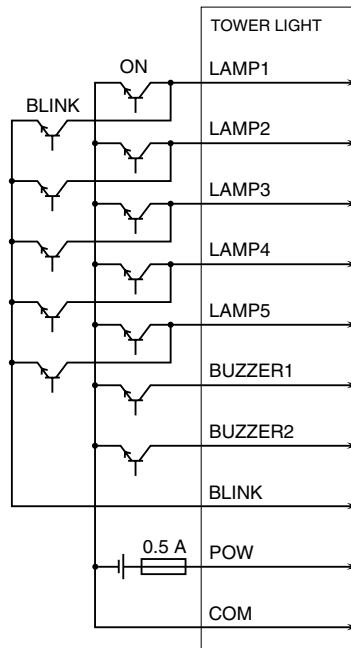 TOWER LIGHT
ON
LAMP1
BLINK
LAMP2
LAMP3
LAMP4
LAMP5
BUZZER1
BUZZER2
BLINK
0.5 A
POW
COM